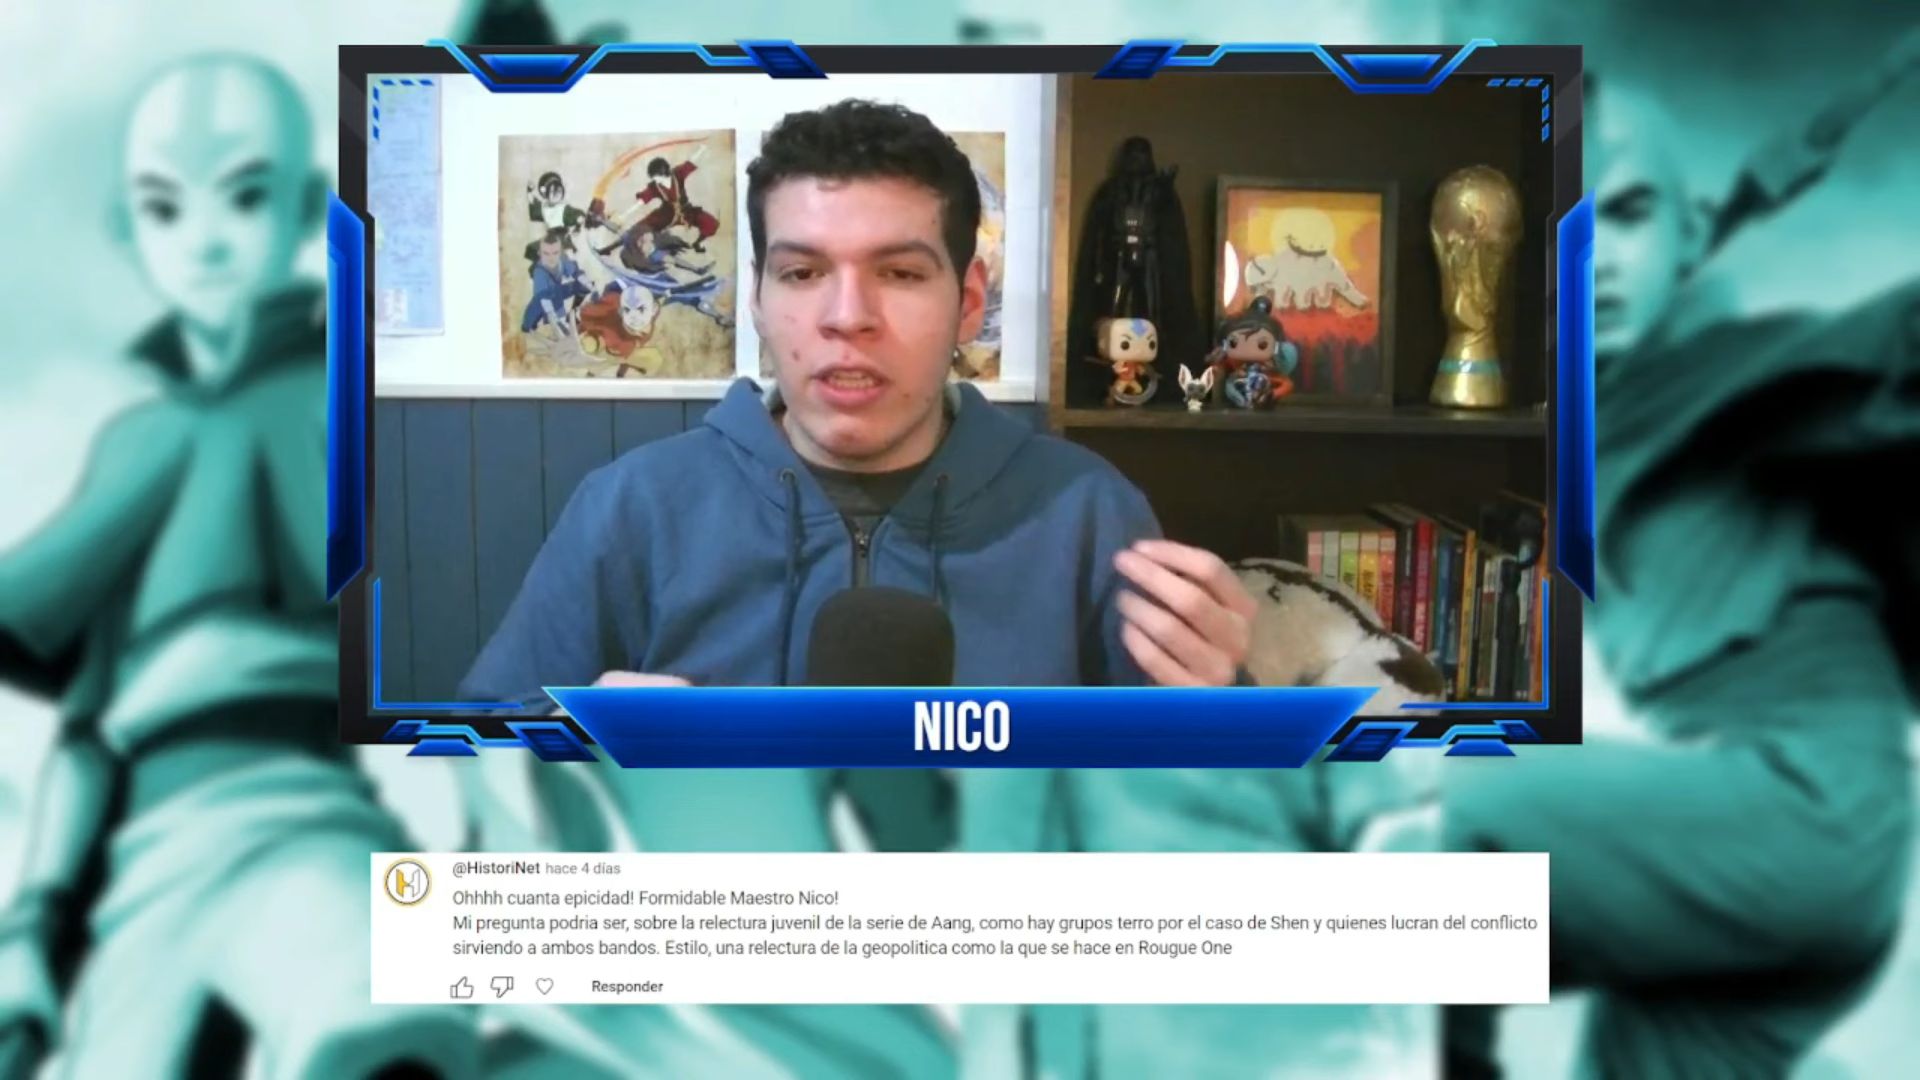 NICO
@HistoriNet hace 4 días
Ohhhh cuanta epicidad! Formidable Maestro Nico!
Mi pregunta podria ser, sobre la relectura juvenil de la serie de Aang, como hay grupos terro por el caso de Shen y quienes lucran del conflicto
sirviendo a ambos bandos. Estilo, una relectura de la geopolitica como la que se hace en Rougue One
Responder